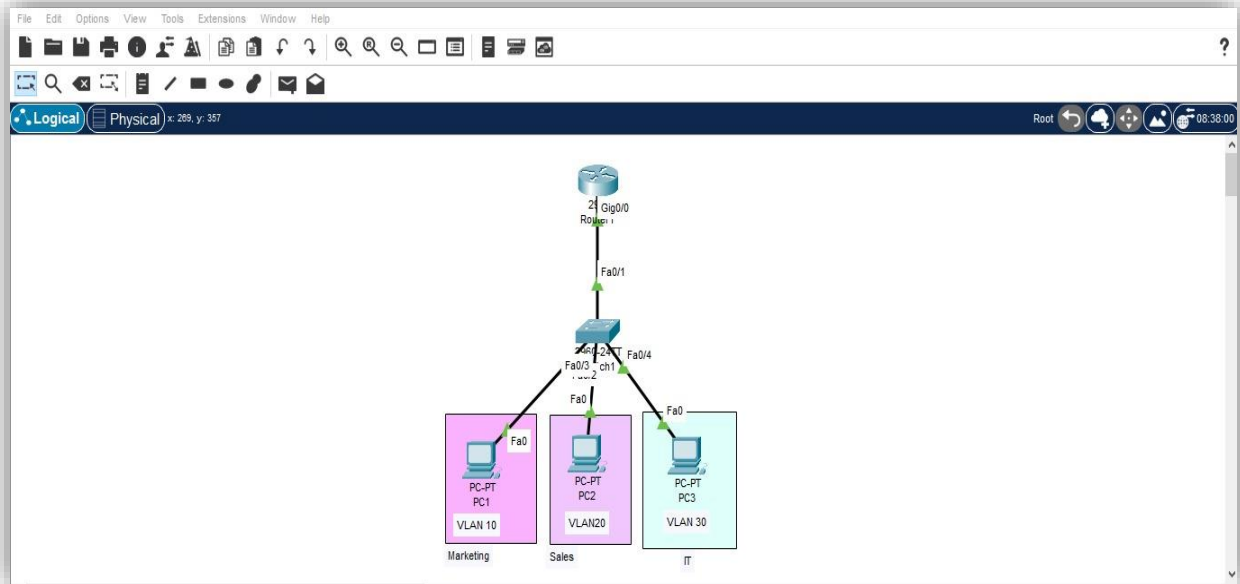 File Edit Options View Tools Extensions Window Help
?
Logical Physical x: 269, y: 357 Root 08:38:00
Gig0/0
Fa0/1
Fa0/4
Fa0/3
Fa0
Fa0
Fa0
PC-PT
PC1
VLAN 10
Marketing
PC-PT
PC2
VLAN20
Sales
PC-PT
PC3
VLAN 30
IT